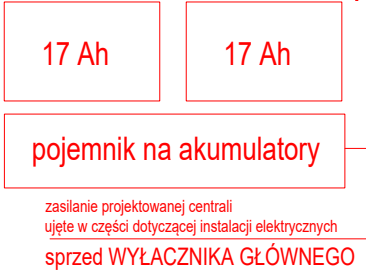 17 Ah 17 Ah
pojemnik na akumulatory
zasilanie projektowanej centrali
ujęte w części dotyczącej instalacji elektrycznych
sprzed WYŁACZNIKA GŁÓWNEGO